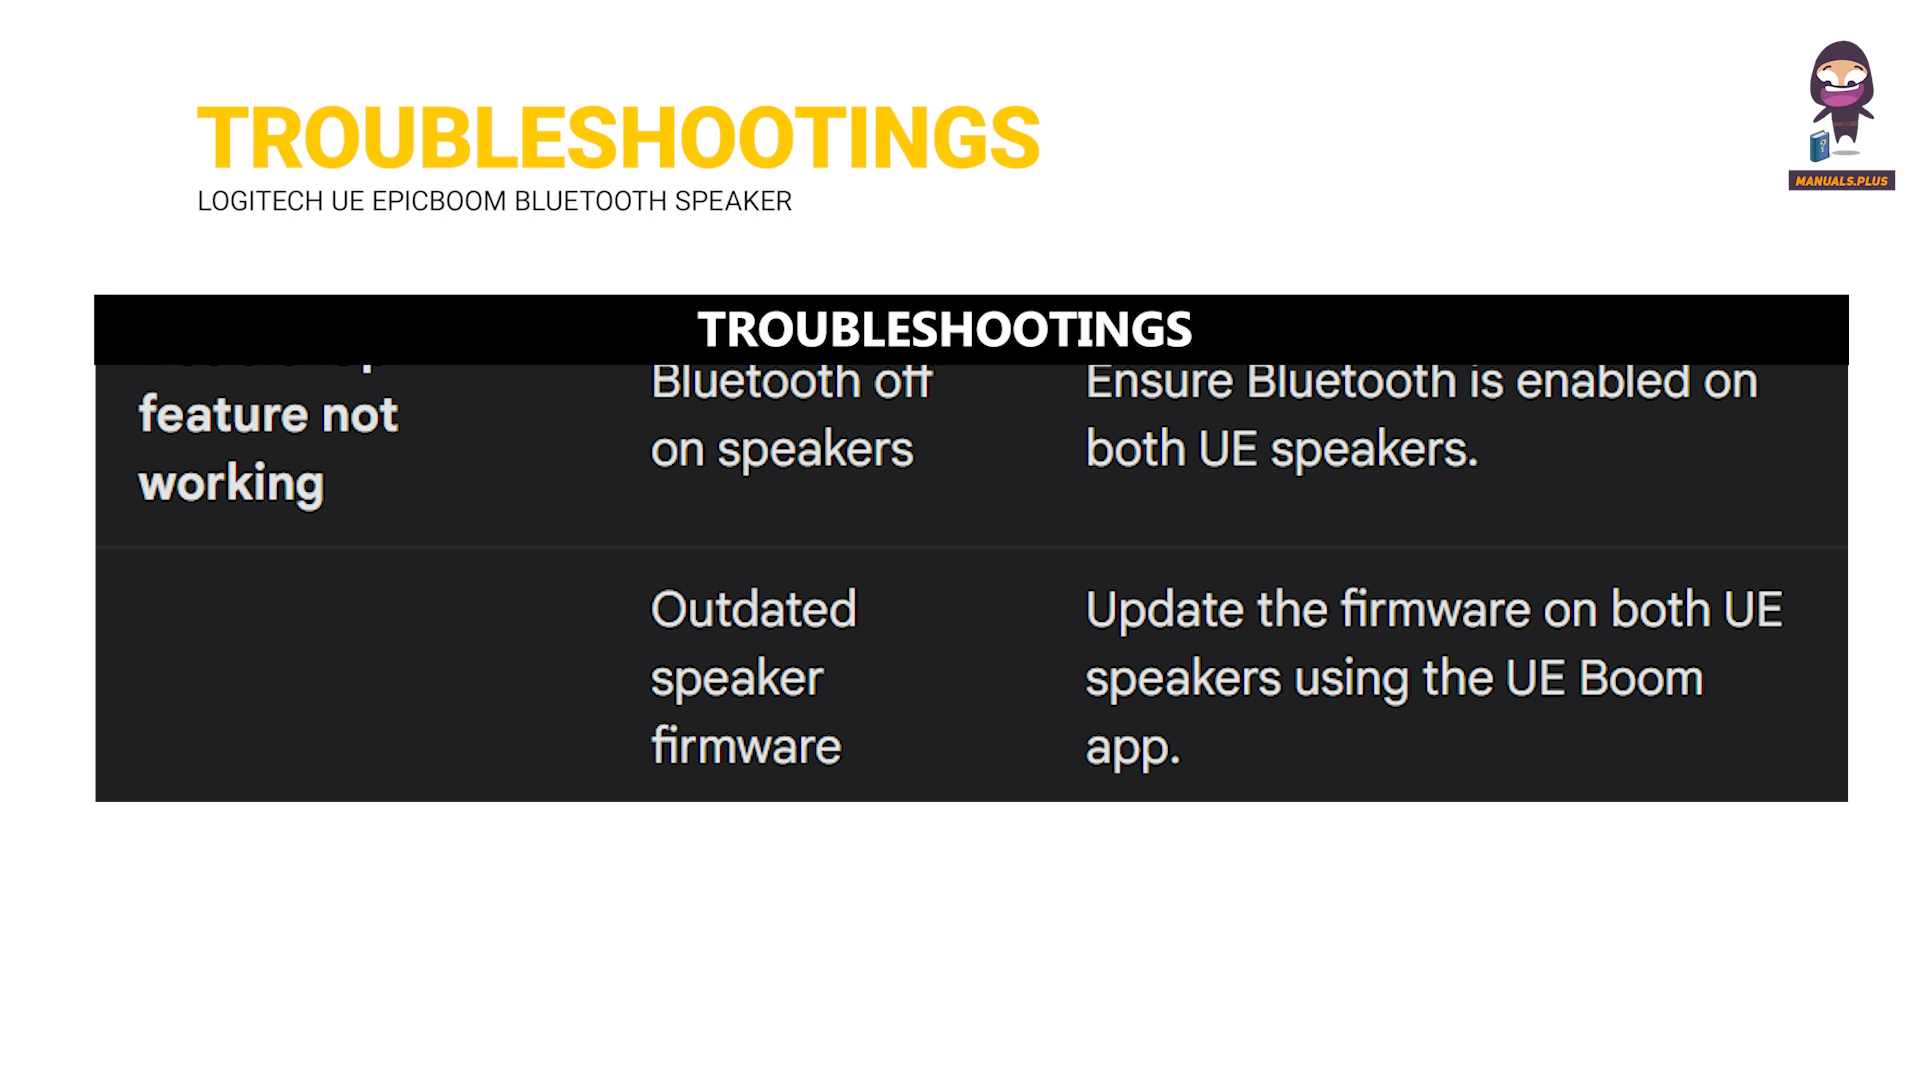 TROUBLESHOOTINGS
LOGITECH UE EPICBOOM BLUETOOTH SPEAKER
MANUALS.PLUS
TROUBLESHOOTINGS
feature not
working
Bluetooth off
on speakers
Ensure Bluetooth is enabled on
both UE speakers.
Outdated
speaker
firmware
Update the firmware on both UE
speakers using the UE Boom
app.